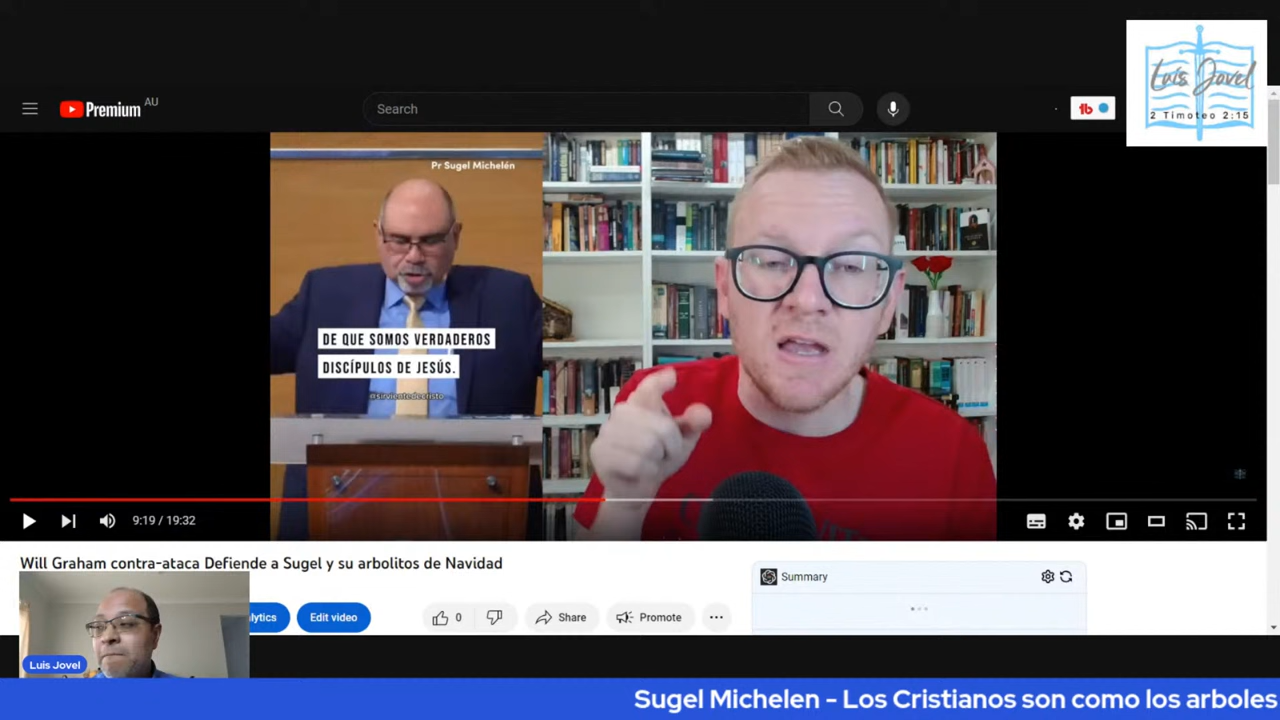 Premium AU
Search
tb
Luis Jovel
2 Timoteo 2:15
Pr Sugel Michelén
DE QUE SOMOS VERDADEROS
DISCÍPULOS DE JESÚS.
@sirvientedecristo
9:19 / 19:32
Will Graham contra-ataca Defiende a Sugel y su arbolitos de Navidad
Summary
lytics
Edit video
0
Share
Promote
Luis Jovel
Sugel Michelen - Los Cristianos son como los arboles